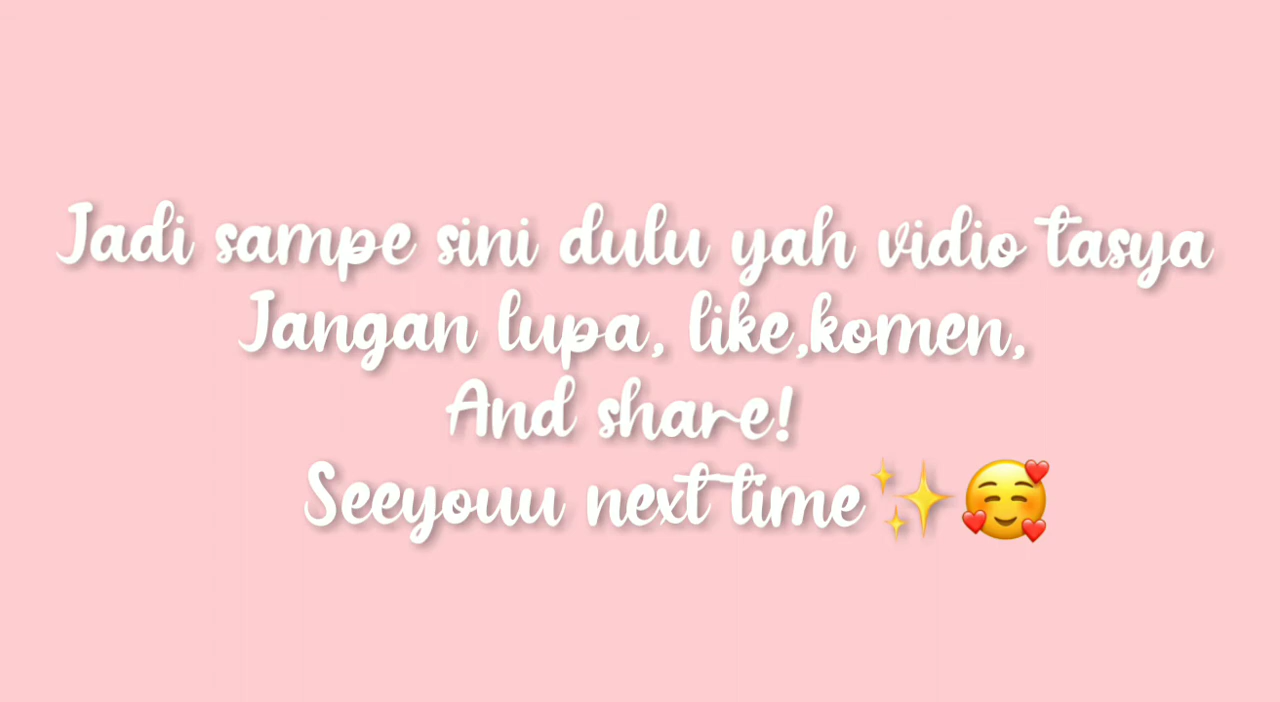 Jadi sampe sini dulu yah vidio tasya
Jangan lupa, like,komen,
And share!
Seeyouu next time✨🥰